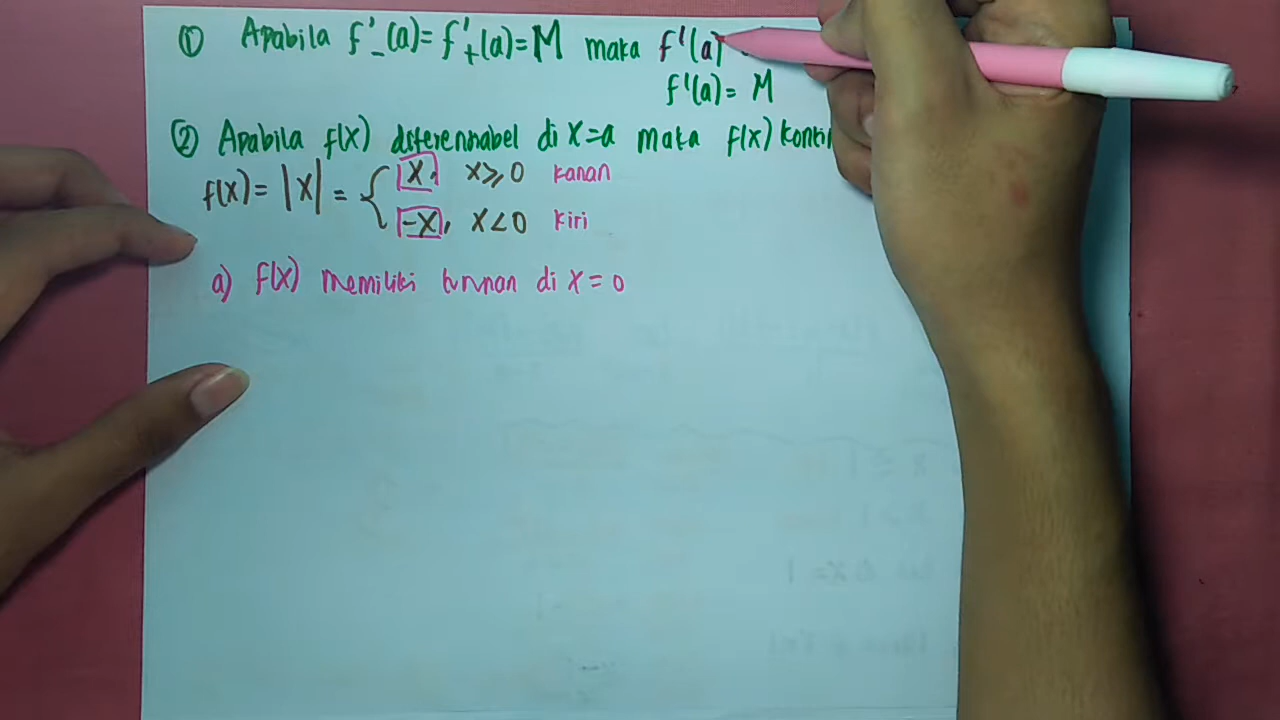 ① Apabila f'₋(a)=f'₊(a)=M maka f'(a)
f'(a)= M
② Apabila f(x) diferensiabel di x=a maka f(x)
f(x)= |x| = { x, x⩾0 kanan
-x, x<0 kiri
a) f(x) memiliki turunan di x = 0